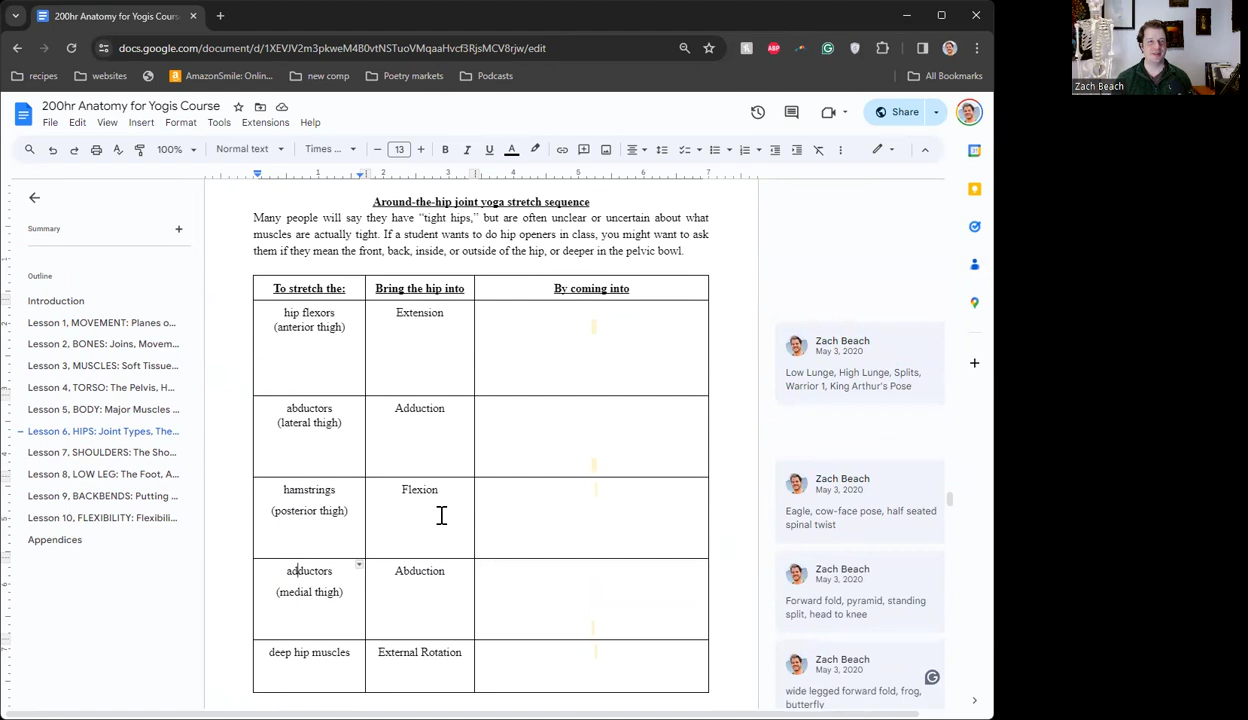 200hr Anatomy for Yogis Cours
docs.google.com/document/d/1XEVJV2m3pkweM480vtNSTuoVMqaaHvcf3RjsMCV8rjw/edit
recipes
websites
AmazonSmile: Onlin...
new comp
Poetry markets
Podcasts
All Bookmarks
Zach Beach
200hr Anatomy for Yogis Course
File Edit View Insert Format Tools Extensions Help
Share
100%
Normal text
Times ...
13
1 2 3 4 5 6 7
Summary
Outline
Introduction
Lesson 1, MOVEMENT: Planes o...
Lesson 2, BONES: Joins, Movem...
Lesson 3, MUSCLES: Soft Tissue...
Lesson 4, TORSO: The Pelvis, H...
Lesson 5, BODY: Major Muscles ...
Lesson 6, HIPS: Joint Types, The...
Lesson 7, SHOULDERS: The Sho...
Lesson 8, LOW LEG: The Foot, A...
Lesson 9, BACKBENDS: Putting ...
Lesson 10, FLEXIBILITY: Flexibili...
Appendices
Around-the-hip joint yoga stretch sequence
Many people will say they have “tight hips,” but are often unclear or uncertain about what
muscles are actually tight. If a student wants to do hip openers in class, you might want to ask
them if they mean the front, back, inside, or outside of the hip, or deeper in the pelvic bowl.
To stretch the: Bring the hip into By coming into
hip flexors Extension
(anterior thigh)
abductors Adduction
(lateral thigh)
hamstrings Flexion
(posterior thigh)
adductors Abduction
(medial thigh)
deep hip muscles External Rotation
Zach Beach
May 3, 2020
Low Lunge, High Lunge, Splits,
Warrior 1, King Arthur's Pose
Zach Beach
May 3, 2020
Eagle, cow-face pose, half seated
spinal twist
Zach Beach
May 3, 2020
Forward fold, pyramid, standing
split, head to knee
Zach Beach
May 3, 2020
wide legged forward fold, frog,
butterfly